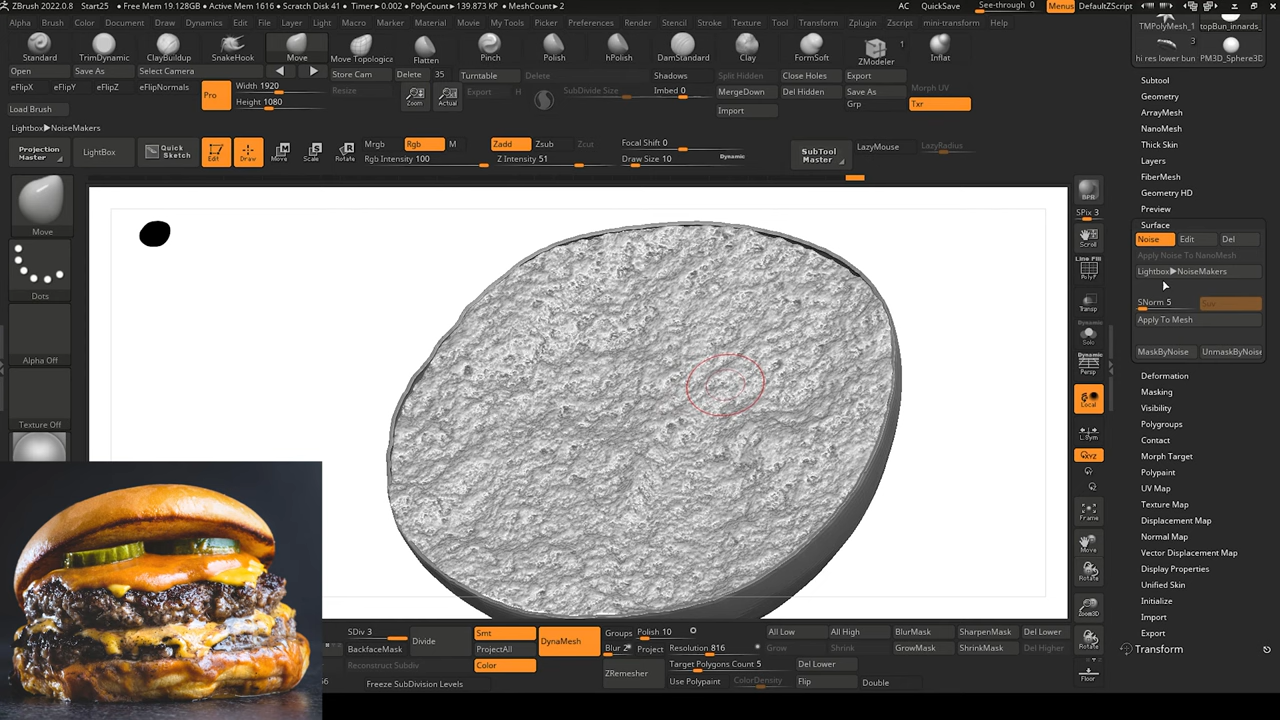 ZBrush 2022.0.8 Start25 • Free Mem 19.128GB • Active Mem 1616 • Scratch Disk 41 • Timer▶0.002 • PolyCount▶139.873 KP • MeshCount▶2 AC QuickSave See-through 0 Menus DefaultZScript
Alpha Brush Color Document Draw Dynamics Edit File Layer Light Macro Marker Material Movie My Tools Picker Preferences Render Stencil Stroke Texture Tool Transform Zplugin Zscript mini-transform Help
Standard TrimDynamic ClayBuildup SnakeHook Move Move Topologica Flatten Pinch Polish hPolish DamStandard Clay FormSoft ZModeler 1 Inflat
Open Save As Select Camera Store Cam Delete 35 Turntable Delete Shadows Split Hidden Close Holes Export Morph UV
eFlipX eFlipY eFlipZ eFlipNormals Pro Width 1920 Resize Zoom Actual Export H SubDivide Size Imbed 0 MergeDown Del Hidden Save As Grp Txr
Height 1080 Import
Load Brush
Lightbox▶NoiseMakers
Projection Master LightBox Quick Sketch Edit Draw Move Scale Rotate Mrgb Rgb M Zadd Zsub Zcut Focal Shift 0 SubTool Master LazyMouse LazyRadius
Rgb Intensity 100 Z Intensity 51 Draw Size 10 Dynamic
Move
Dots
Alpha Off
Texture Off
BPR
SPix 3
Scroll
Line Fill
PolyF
Transp
Dynamic
Solo
Dynamic
Persp
Local
L.Sym
XYZ
Frame
Move
Rotate
Zoom3D
Rotate
Floor
TMPolyMesh_1 topBun_innards_
3
hi res lower bun PM3D_Sphere3D
Subtool
Geometry
ArrayMesh
NanoMesh
Thick Skin
Layers
FiberMesh
Geometry HD
Preview
Surface
Noise Edit Del
Apply Noise To NanoMesh
Lightbox▶NoiseMakers
SNorm 5 Suv
Apply To Mesh
MaskByNoise UnmaskByNoise
Deformation
Masking
Visibility
Polygroups
Contact
Morph Target
Polypaint
UV Map
Texture Map
Displacement Map
Normal Map
Vector Displacement Map
Display Properties
Unified Skin
Initialize
Import
Export
Transform
SDiv 3 Divide Smt DynaMesh Groups Polish 10 All Low All High BlurMask SharpenMask Del Lower
BackfaceMask ProjectAll Blur 2 Project Resolution 816 Grow Shrink GrowMask ShrinkMask Del Higher
Reconstruct Subdiv Color ZRemesher Target Polygons Count 5 Del Lower
Freeze SubDivision Levels Use Polypaint ColorDensity Flip Double